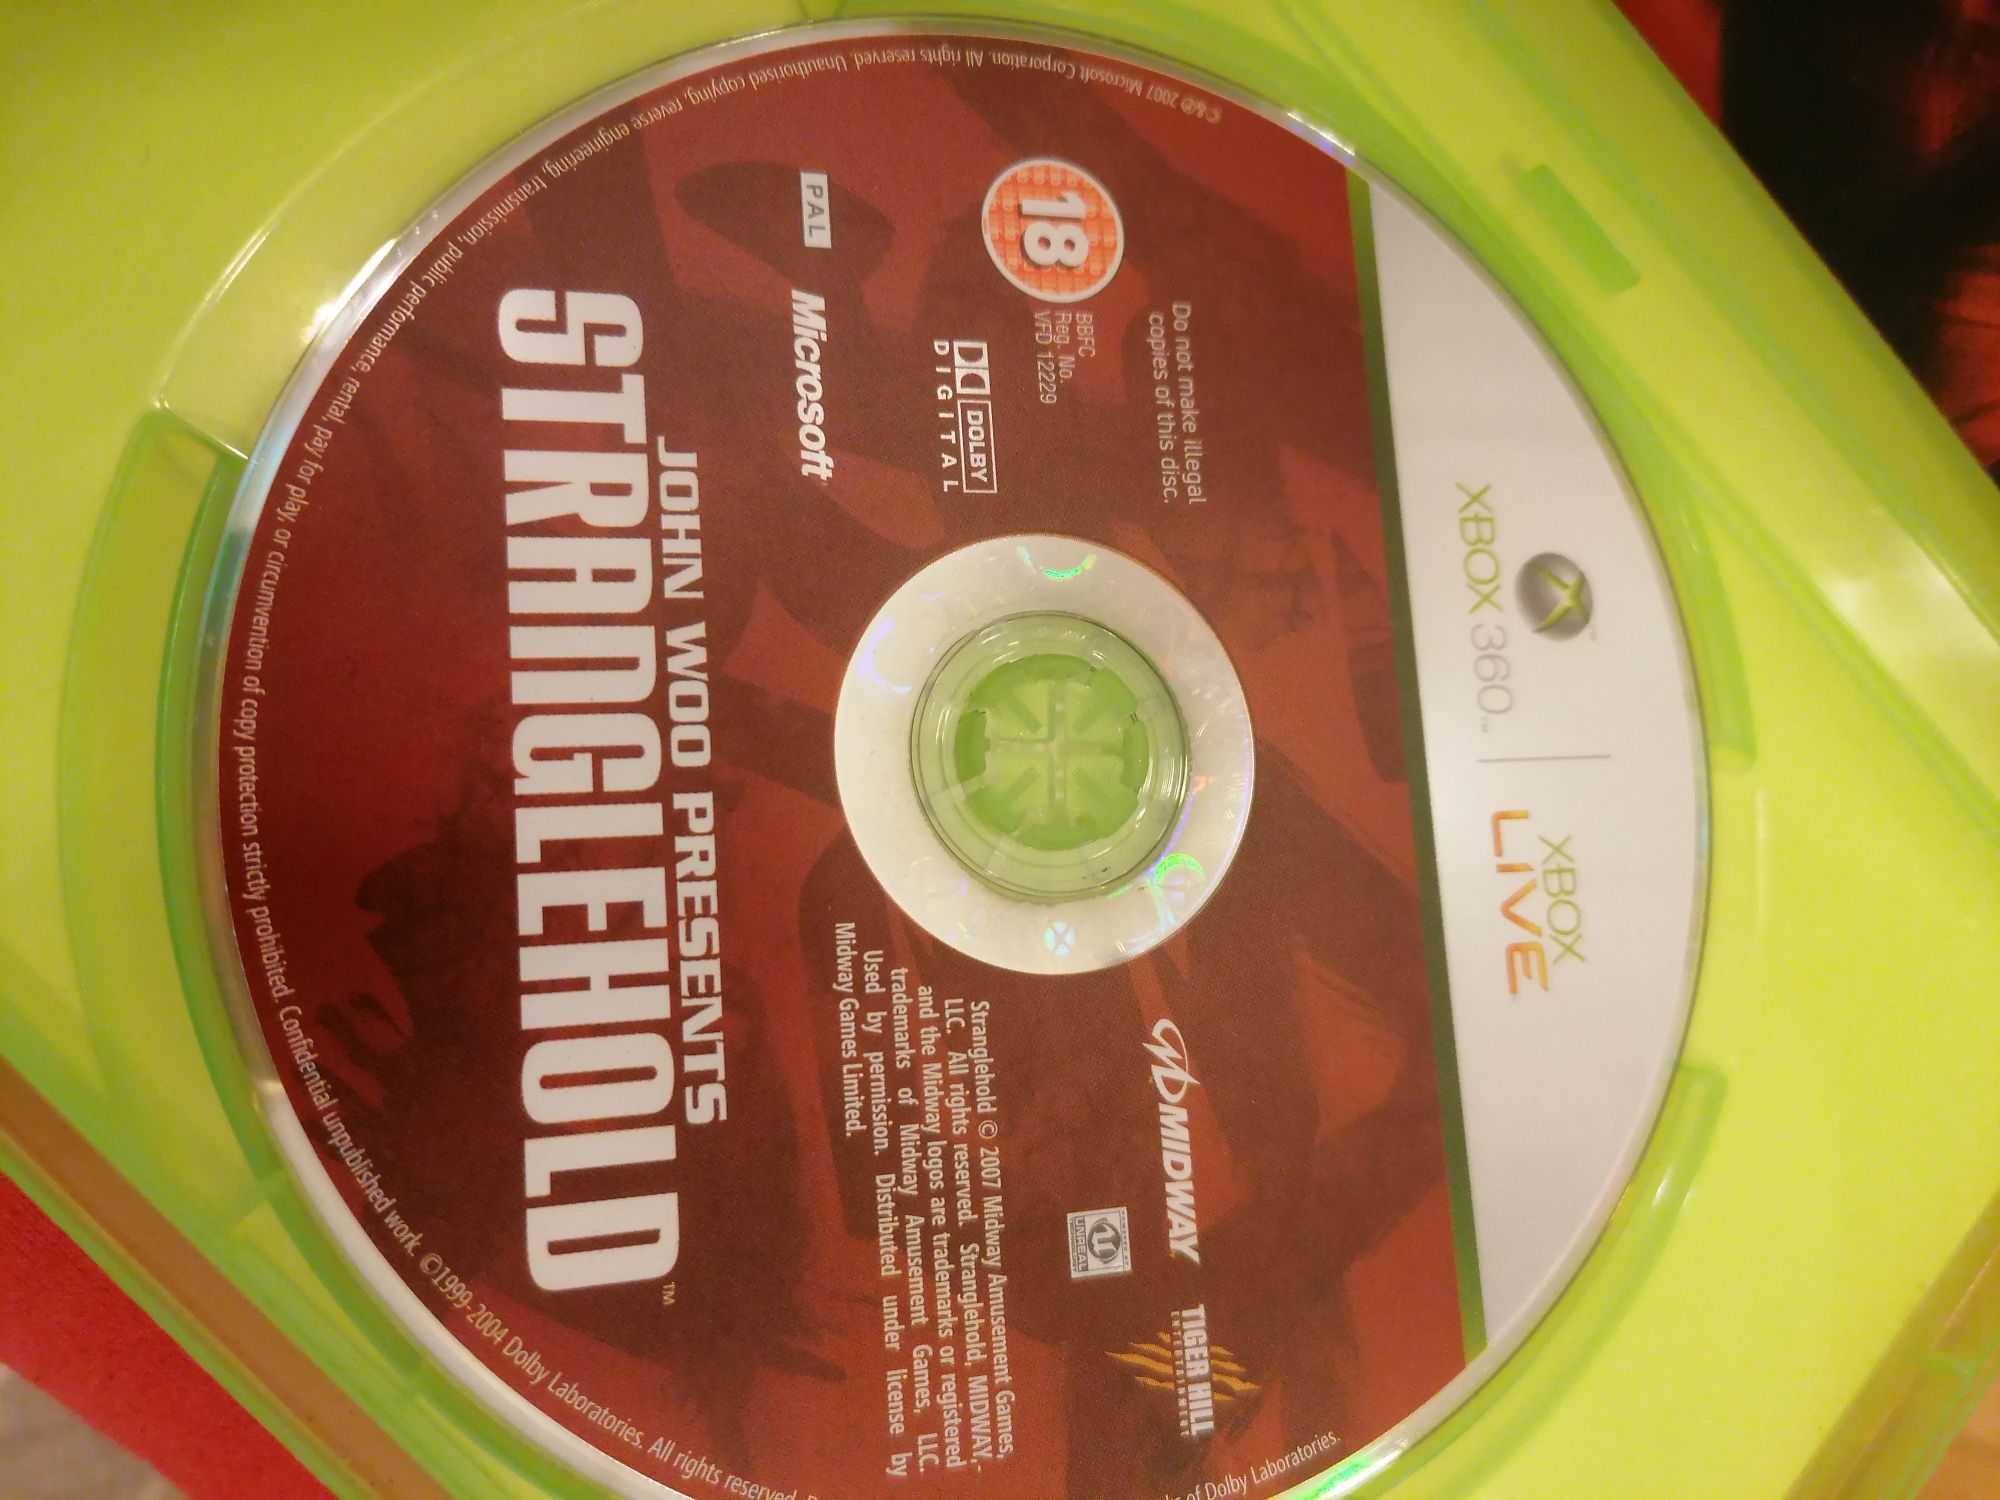 XBOX 360™
XBOX
LIVE
Do not make illegal
copies of this disc.
18
BBFC
Reg. No.
VFD 12229
DOLBY
DIGITAL
PAL
Microsoft
MIDWAY
TIGER HILL
ENTERTAINMENT
UNREAL
Stranglehold © 2007 Midway Amusement Games,
LLC. All rights reserved. Stranglehold, MIDWAY,
and the Midway logos are trademarks or registered
trademarks of Midway Amusement Games, LLC.
Used by permission. Distributed under license by
Midway Games Limited.
JOHN WOO PRESENTS
STRANGLEHOLD™
©&℗ 2007 Microsoft Corporation. All rights reserved. Unauthorised copying, reverse engineering, transmission, public performance, rental, pay for play, or circumvention of copy protection strictly prohibited. Confidential unpublished work. ©1999-2004 Dolby Laboratories. All rights reserved.
of Dolby Laboratories.